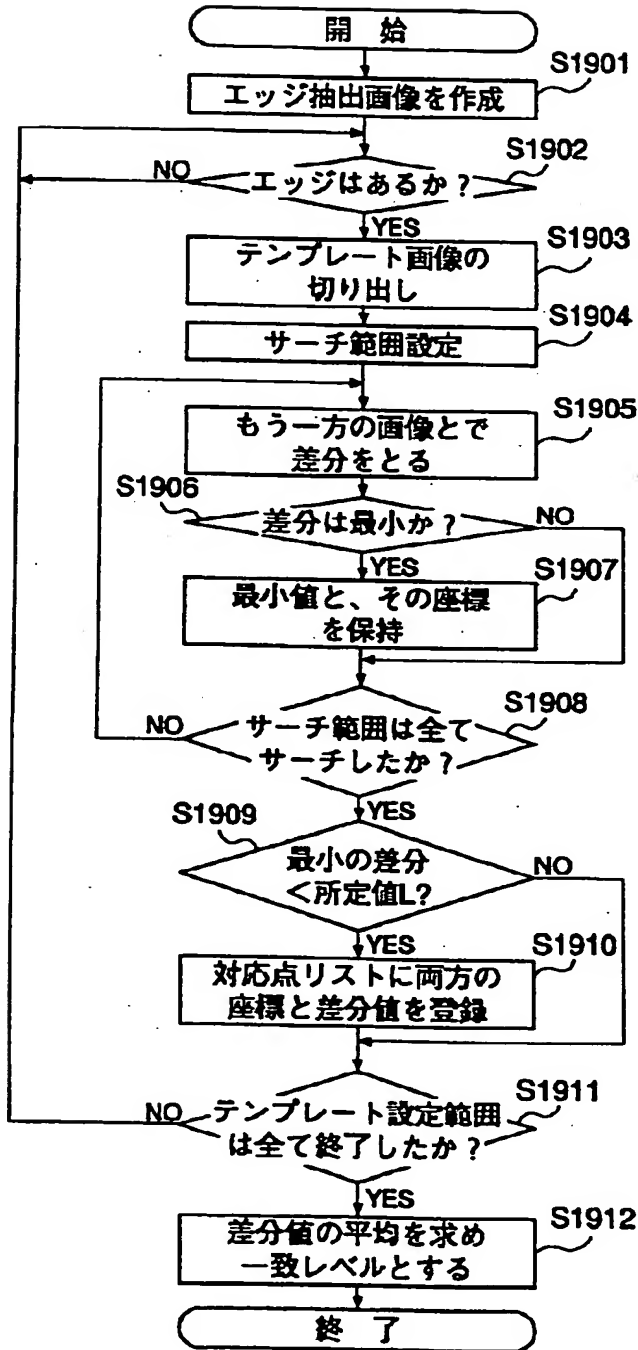 開 始
S1901
エッジ抽出画像を作成
S1902
NO
エッジはあるか？
YES
S1903
テンプレート画像の
切り出し
S1904
サーチ範囲設定
S1905
もう一方の画像とで
差分をとる
S1906
差分は最小か？
NO
YES
S1907
最小値と、その座標
を保持
S1908
NO
サーチ範囲は全て
サーチしたか？
YES
S1909
最小の差分
＜所定値L?
NO
YES
S1910
対応点リストに両方の
座標と差分値を登録
S1911
NO
テンプレート設定範囲
は全て終了したか？
YES
S1912
差分値の平均を求め
一致レベルとする
終 了